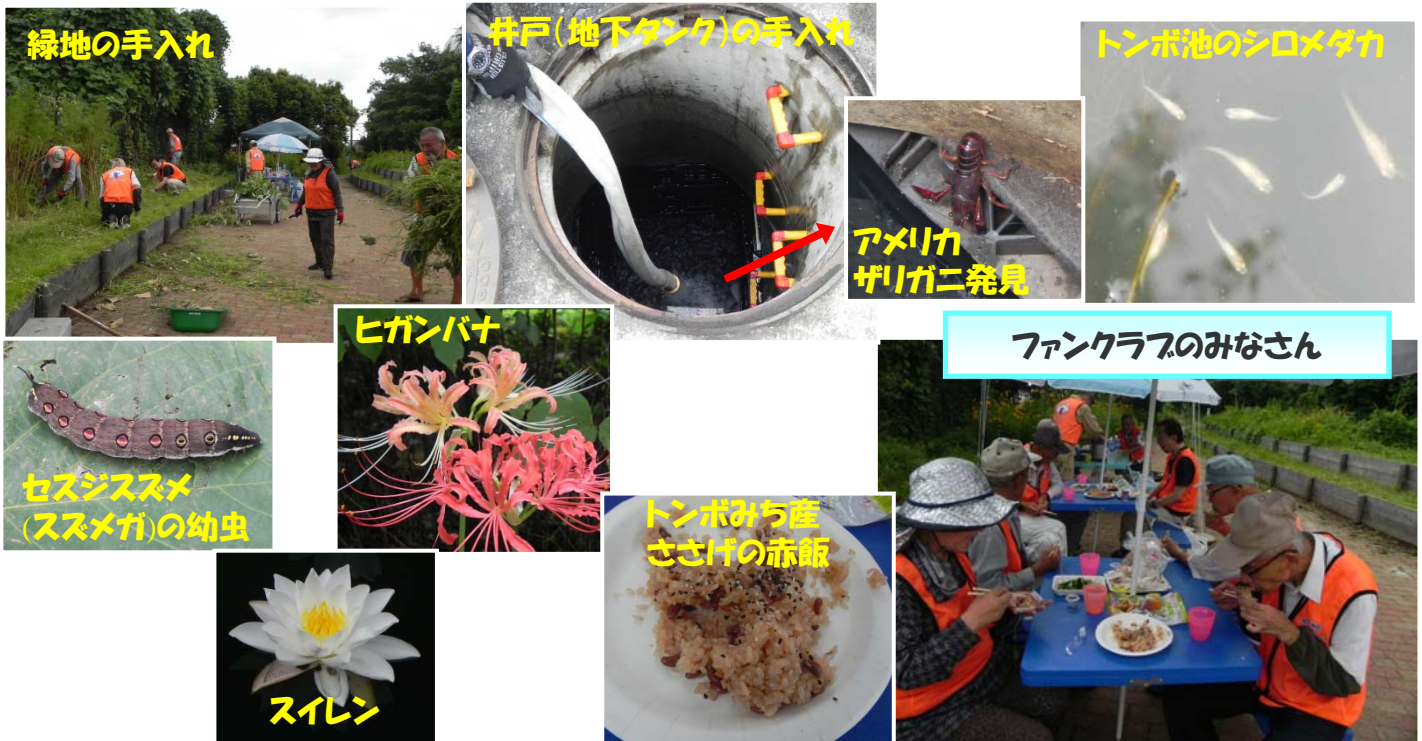 緑地の手入れ
井戸(地下タンク)の手入れ
トンボ池のシロメダカ
アメリカ
ザリガニ発見
ファンクラブのみなさん
ヒガンバナ
セスジスズメ
(スズメガ)の幼虫
トンボみち産
ささげの赤飯
スイレン